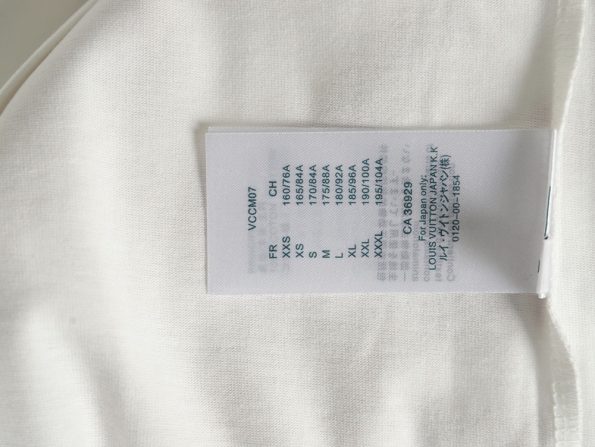 VCCM07
FR CH
XXS 160/76A
XS 165/84A
S 170/84A
M 175/88A
L 180/92A
XL 185/96A
XXL 190/100A
XXXL 195/104A
CA 36929
For Japan only:
LOUIS VUITTON JAPAN K.K
ルイ・ヴィトンジャパン(株)
0120-00-1854